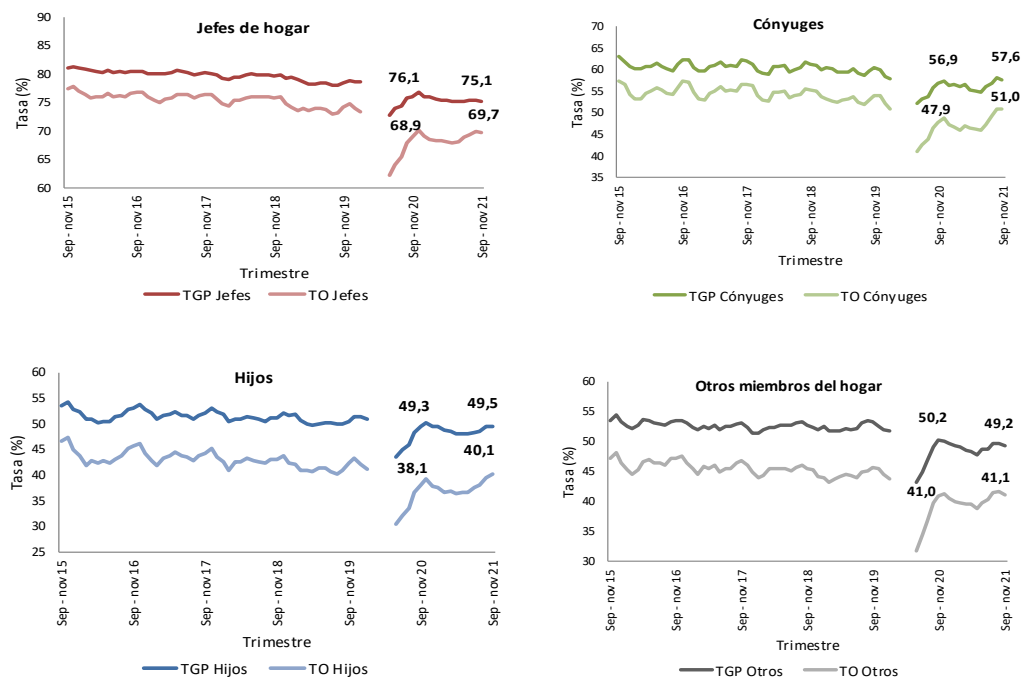 Jefes de hogar
Tasa (%)
90
85
80
75
70
65
60
76,1
75,1
68,9
69,7
Sep - nov 15
Sep - nov 16
Sep - nov 17
Sep - nov 18
Sep - nov 19
Sep - nov 20
Sep - nov 21
Trimestre
TGP Jefes TO Jefes
Cónyuges
Tasa (%)
70
65
60
55
50
45
40
35
56,9
57,6
47,9
51,0
Sep - nov 15
Sep - nov 16
Sep - nov 17
Sep - nov 18
Sep - nov 19
Sep - nov 20
Sep - nov 21
Trimestre
TGP Cónyuges TO Cónyuges
Hijos
Tasa (%)
60
55
50
45
40
35
30
25
49,3
49,5
38,1
40,1
Sep - nov 15
Sep - nov 16
Sep - nov 17
Sep - nov 18
Sep - nov 19
Sep - nov 20
Sep - nov 21
Trimestre
TGP Hijos TO Hijos
Otros miembros del hogar
Tasa (%)
60
55
50
45
40
35
30
50,2
49,2
41,0
41,1
Sep - nov 15
Sep - nov 16
Sep - nov 17
Sep - nov 18
Sep - nov 19
Sep - nov 20
Sep - nov 21
Trimestre
TGP Otros TO Otros